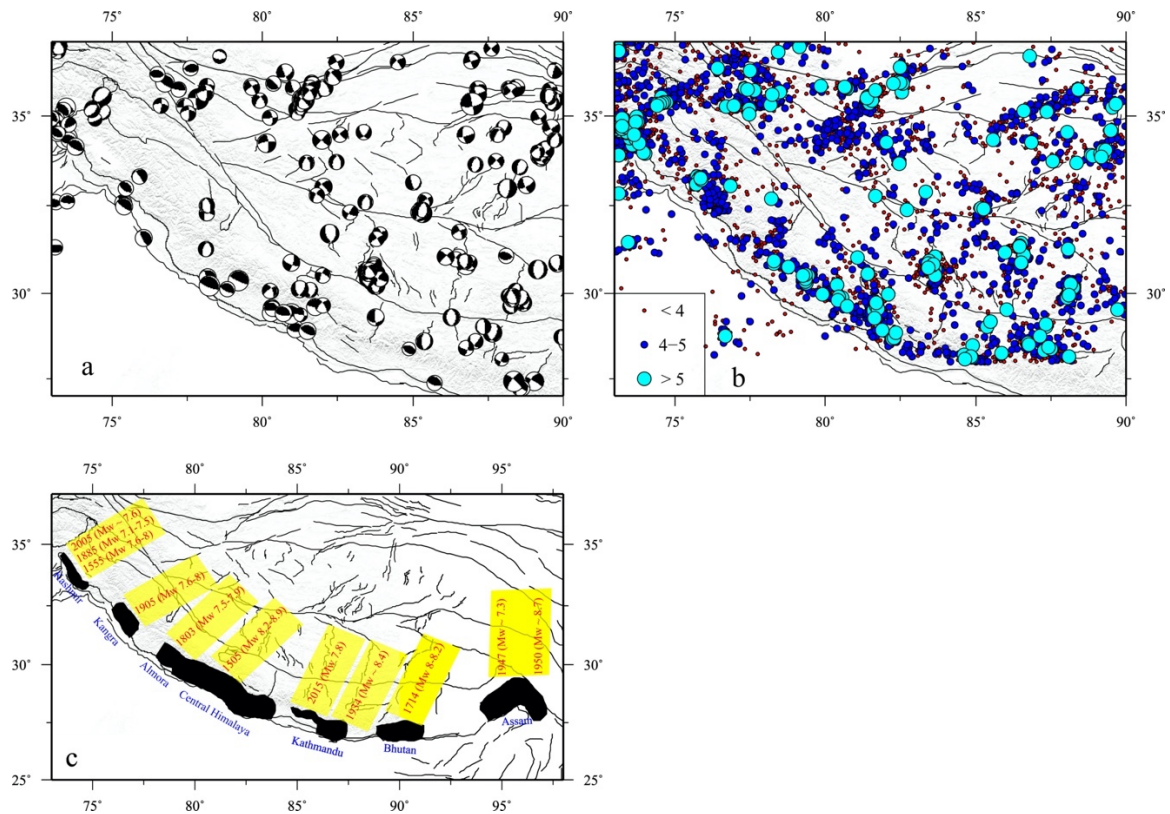 75° 80° 85° 90° 75° 80° 85° 90°
35° 35° 35°
30° 30° 30°
< 4
4–5
> 5
a b
75° 80° 85° 90° 75° 80° 85° 90°
75° 80° 85° 90° 95°
35° 35°
30° 30°
25° 25°
2005 (Mw ~ 7.6)
1885 (Mw 7.1-7.5)
1555 (Mw 7.6-8)
1905 (Mw 7.6-8)
1803 (Mw 7.5-7.9)
1505 (Mw 8.2-8.9)
2015 (Mw 7.8)
1934 (Mw ~ 8.4)
1714 (Mw 8-8.2)
1947 (Mw ~ 7.3)
1950 (Mw ~8.7)
Kashmir
Kangra
Almora
Central Himalaya
Kathmandu
Bhutan
Assam
c
75° 80° 85° 90° 95°